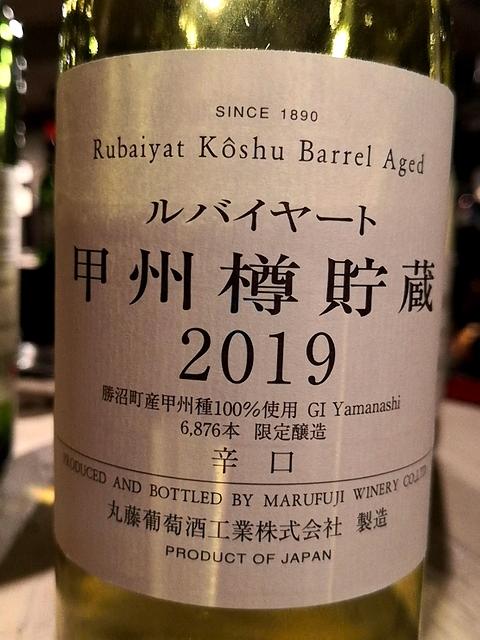 SINCE 1890
Rubaiyat Kôshu Barrel Aged
ルバイヤート
甲州樽貯蔵
2019
勝沼町産甲州種100%使用 GI Yamanashi
6,876本 限定醸造
辛口
PRODUCED AND BOTTLED BY MARUFUJI WINERY CO.,LTD.
丸藤葡萄酒工業株式会社 製造
PRODUCT OF JAPAN